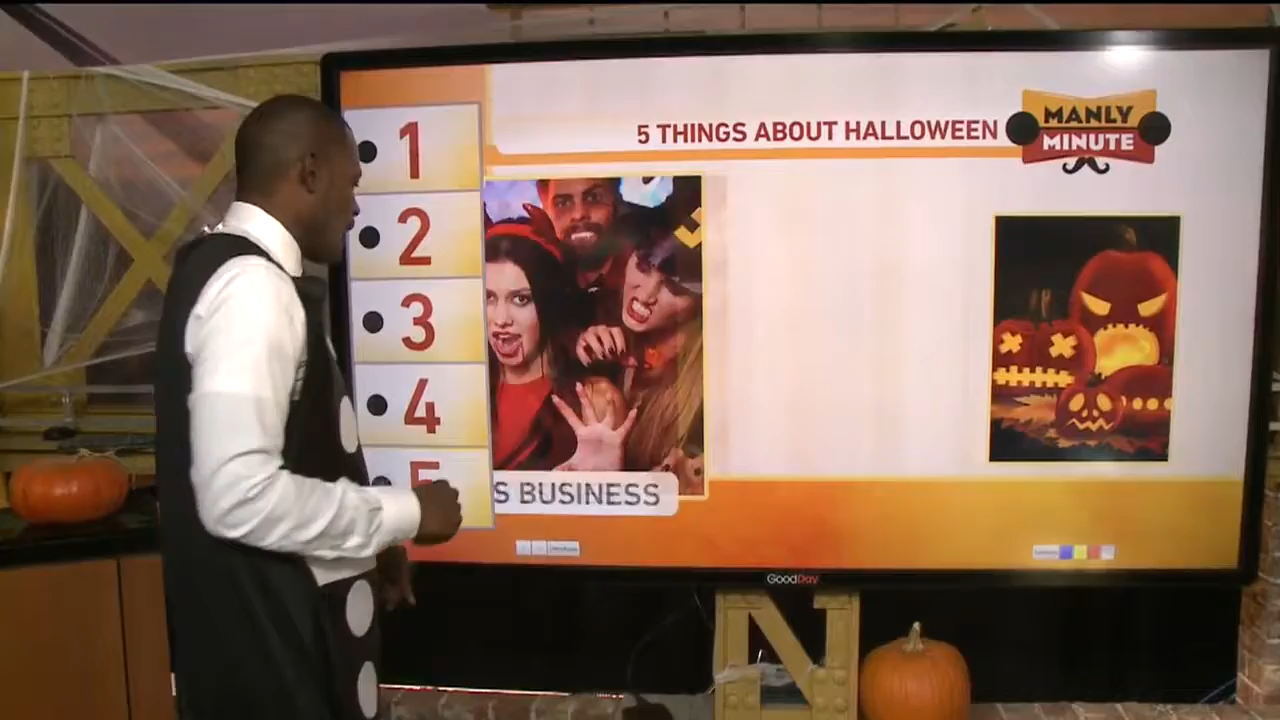 5 THINGS ABOUT HALLOWEEN
MANLY
MINUTE
1
2
3
4
5
S BUSINESS
GoodDay